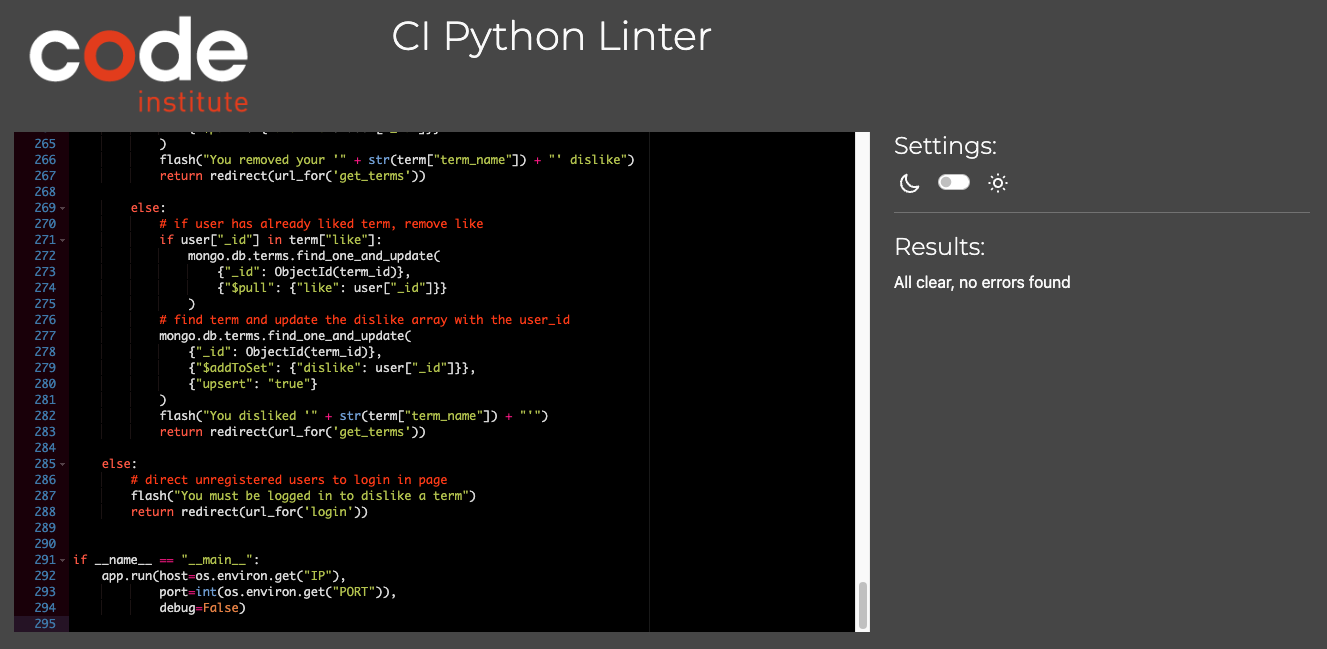 code
institute
CI Python Linter
265 )
266 flash("You removed your '" + str(term["term_name"]) + "' dislike")
267 return redirect(url_for('get_terms'))
268
269 else:
270 # if user has already liked term, remove like
271 if user["_id"] in term["like"]:
272 mongo.db.terms.find_one_and_update(
273 {"_id": ObjectId(term_id)},
274 {"$pull": {"like": user["_id"]}}
275 )
276 # find term and update the dislike array with the user_id
277 mongo.db.terms.find_one_and_update(
278 {"_id": ObjectId(term_id)},
279 {"$addToSet": {"dislike": user["_id"]}},
280 {"upsert": "true"}
281 )
282 flash("You disliked '" + str(term["term_name"]) + "'")
283 return redirect(url_for('get_terms'))
284
285 else:
286 # direct unregistered users to login in page
287 flash("You must be logged in to dislike a term")
288 return redirect(url_for('login'))
289
290
291 if __name__ == "__main__":
292 app.run(host=os.environ.get("IP"),
293 port=int(os.environ.get("PORT")),
294 debug=False)
295
Settings:
Results:
All clear, no errors found